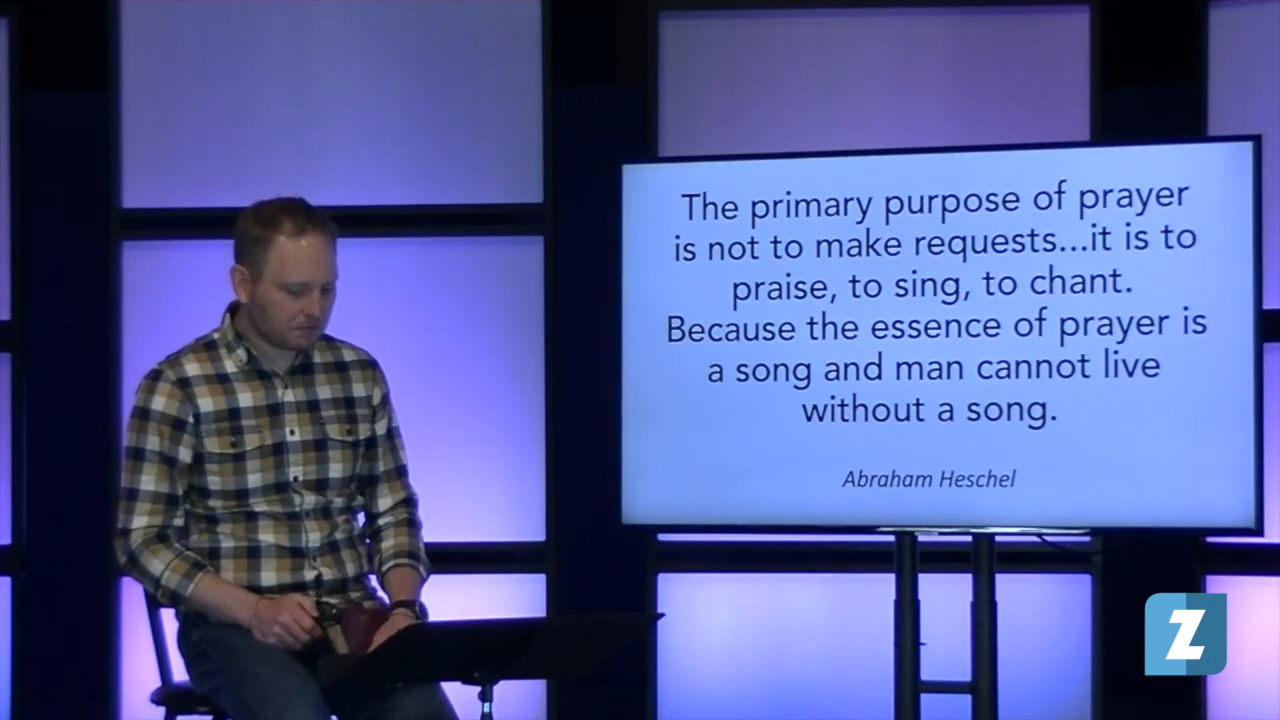 The primary purpose of prayer
is not to make requests...it is to
praise, to sing, to chant.
Because the essence of prayer is
a song and man cannot live
without a song.
Abraham Heschel
Z